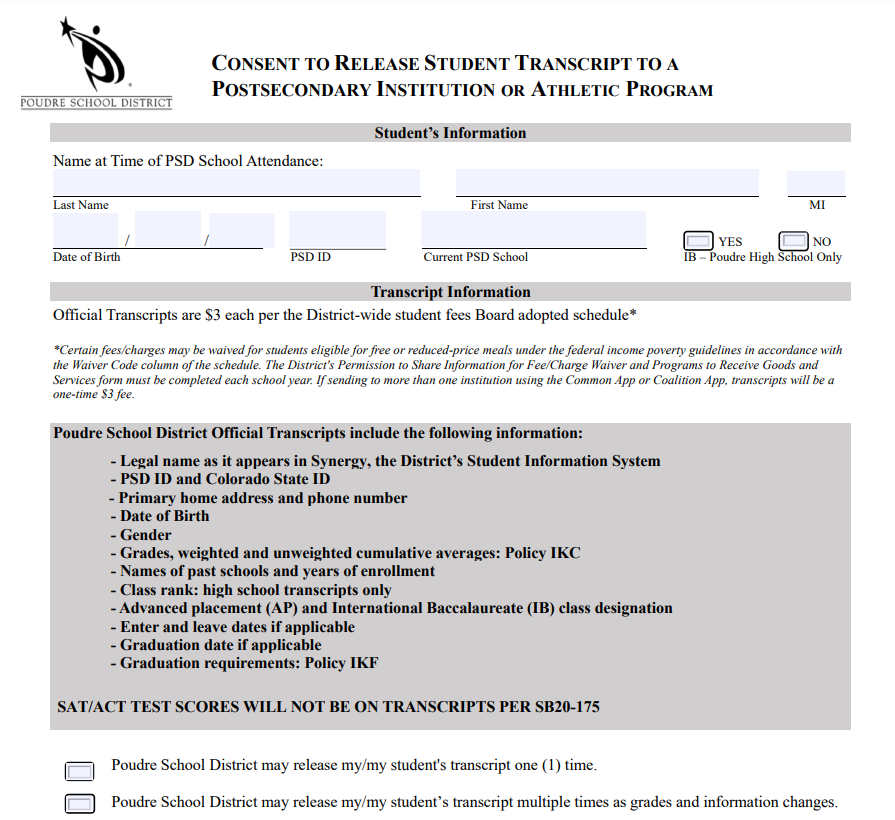 POUDRE SCHOOL DISTRICT
CONSENT TO RELEASE STUDENT TRANSCRIPT TO A
POSTSECONDARY INSTITUTION OR ATHLETIC PROGRAM
Student's Information
Name at Time of PSD School Attendance:
Last Name First Name MI
/ / YES NO
Date of Birth PSD ID Current PSD School IB – Poudre High School Only
Transcript Information
Official Transcripts are $3 each per the District-wide student fees Board adopted schedule*
*Certain fees/charges may be waived for students eligible for free or reduced-price meals under the federal income poverty guidelines in accordance with
the Waiver Code column of the schedule. The District's Permission to Share Information for Fee/Charge Waiver and Programs to Receive Goods and
Services form must be completed each school year. If sending to more than one institution using the Common App or Coalition App, transcripts will be a
one-time $3 fee.
Poudre School District Official Transcripts include the following information:
- Legal name as it appears in Synergy, the District's Student Information System
- PSD ID and Colorado State ID
- Primary home address and phone number
- Date of Birth
- Gender
- Grades, weighted and unweighted cumulative averages: Policy IKC
- Names of past schools and years of enrollment
- Class rank: high school transcripts only
- Advanced placement (AP) and International Baccalaureate (IB) class designation
- Enter and leave dates if applicable
- Graduation date if applicable
- Graduation requirements: Policy IKF
SAT/ACT TEST SCORES WILL NOT BE ON TRANSCRIPTS PER SB20-175
Poudre School District may release my/my student's transcript one (1) time.
Poudre School District may release my/my student's transcript multiple times as grades and information changes.